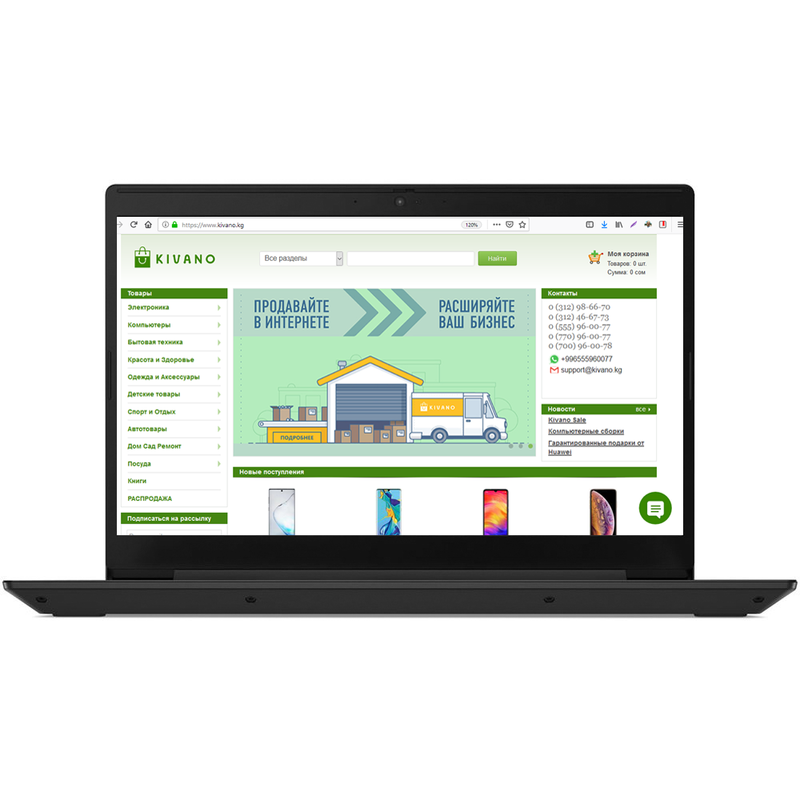 https://www.kivano.kg
120%
KIVANO
Все разделы
Найти
Моя корзина
Товаров: 0 шт.
Сумма: 0 сом
Товары
Электроника
Компьютеры
Бытовая техника
Красота и Здоровье
Одежда и Аксессуары
Детские товары
Спорт и Отдых
Автотовары
Дом Сад Ремонт
Посуда
Книги
РАСПРОДАЖА
Подписаться на рассылку
ПРОДАВАЙТЕ
В ИНТЕРНЕТЕ
РАСШИРЯЙТЕ
ВАШ БИЗНЕС
KIVANO
ПОДРОБНЕЕ
Новые поступления
Контакты
0 (312) 98-66-70
0 (312) 46-67-73
0 (555) 96-00-77
0 (770) 96-00-77
0 (700) 96-00-78
+996555960077
support@kivano.kg
Новости
все
Kivano Sale
Компьютерные сборки
Гарантированные подарки от
Huawei